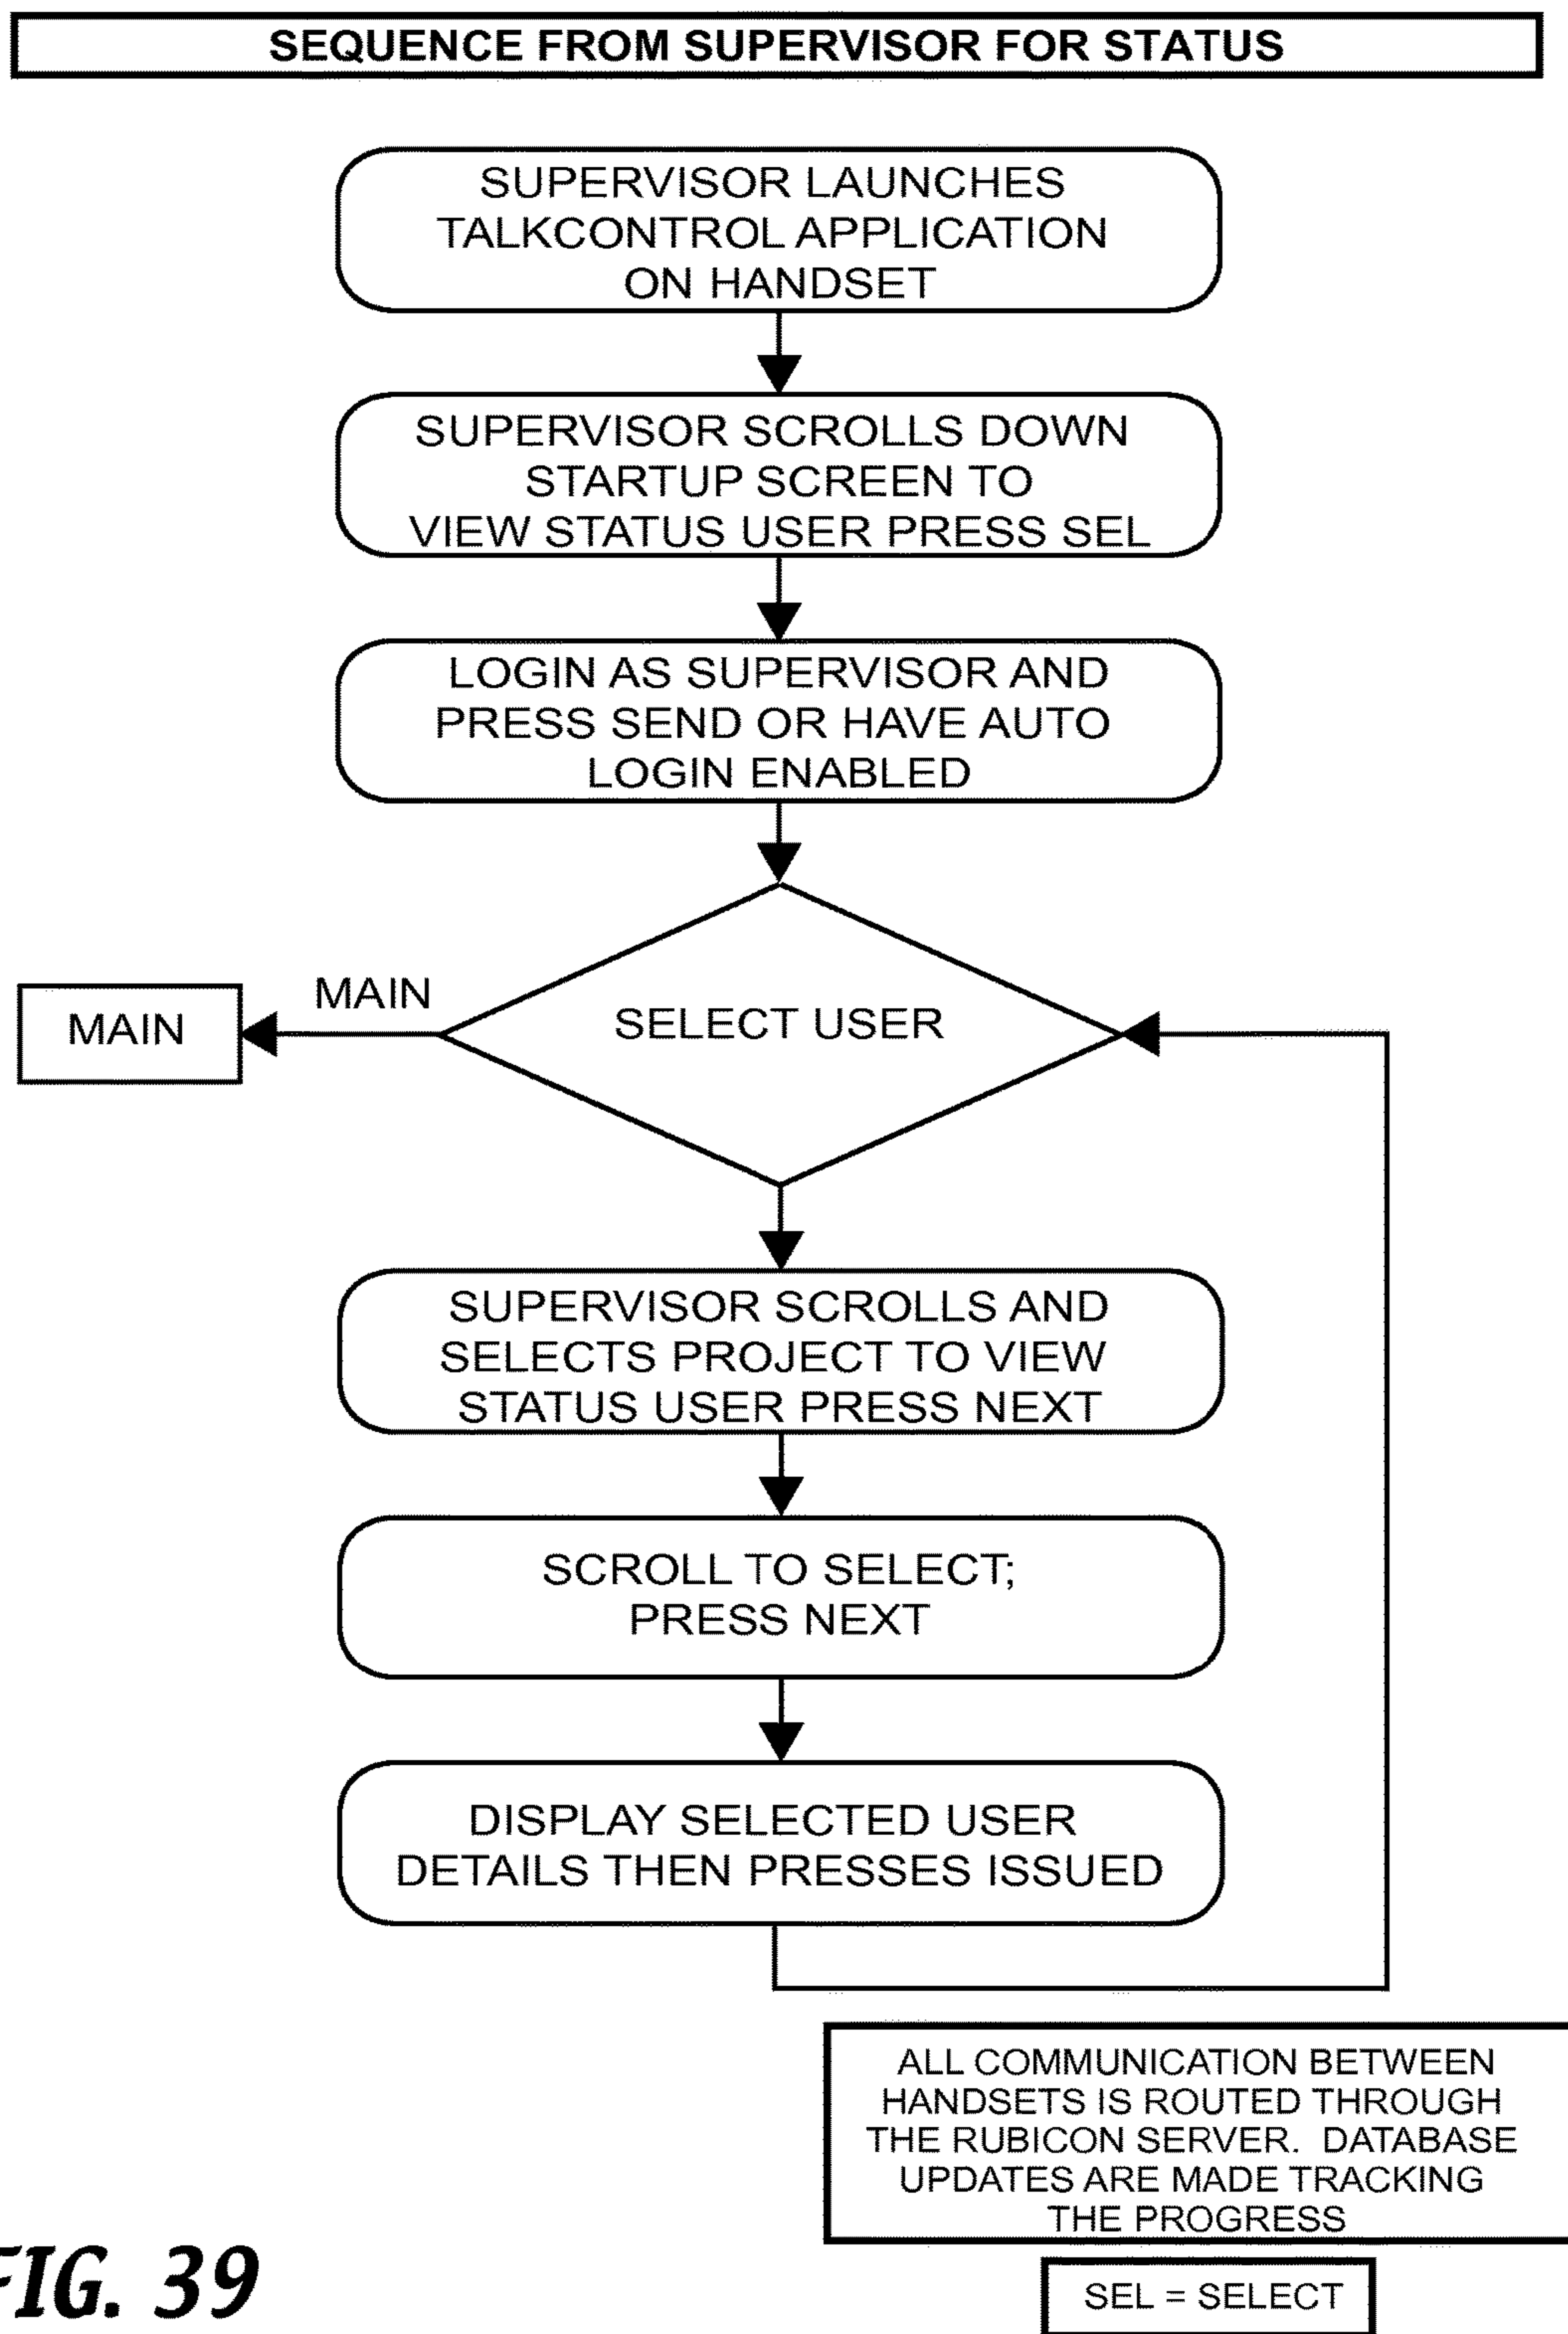 SEQUENCE FROM SUPERVISOR FOR STATUS
SUPERVISOR LAUNCHES
TALKCONTROL APPLICATION
ON HANDSET
SUPERVISOR SCROLLS DOWN
STARTUP SCREEN TO
VIEW STATUS USER PRESS SEL
LOGIN AS SUPERVISOR AND
PRESS SEND OR HAVE AUTO
LOGIN ENABLED
MAIN
MAIN
SELECT USER
SUPERVISOR SCROLLS AND
SELECTS PROJECT TO VIEW
STATUS USER PRESS NEXT
SCROLL TO SELECT;
PRESS NEXT
DISPLAY SELECTED USER
DETAILS THEN PRESSES ISSUED
ALL COMMUNICATION BETWEEN
HANDSETS IS ROUTED THROUGH
THE RUBICON SERVER. DATABASE
UPDATES ARE MADE TRACKING
THE PROGRESS
SEL = SELECT
FIG. 39